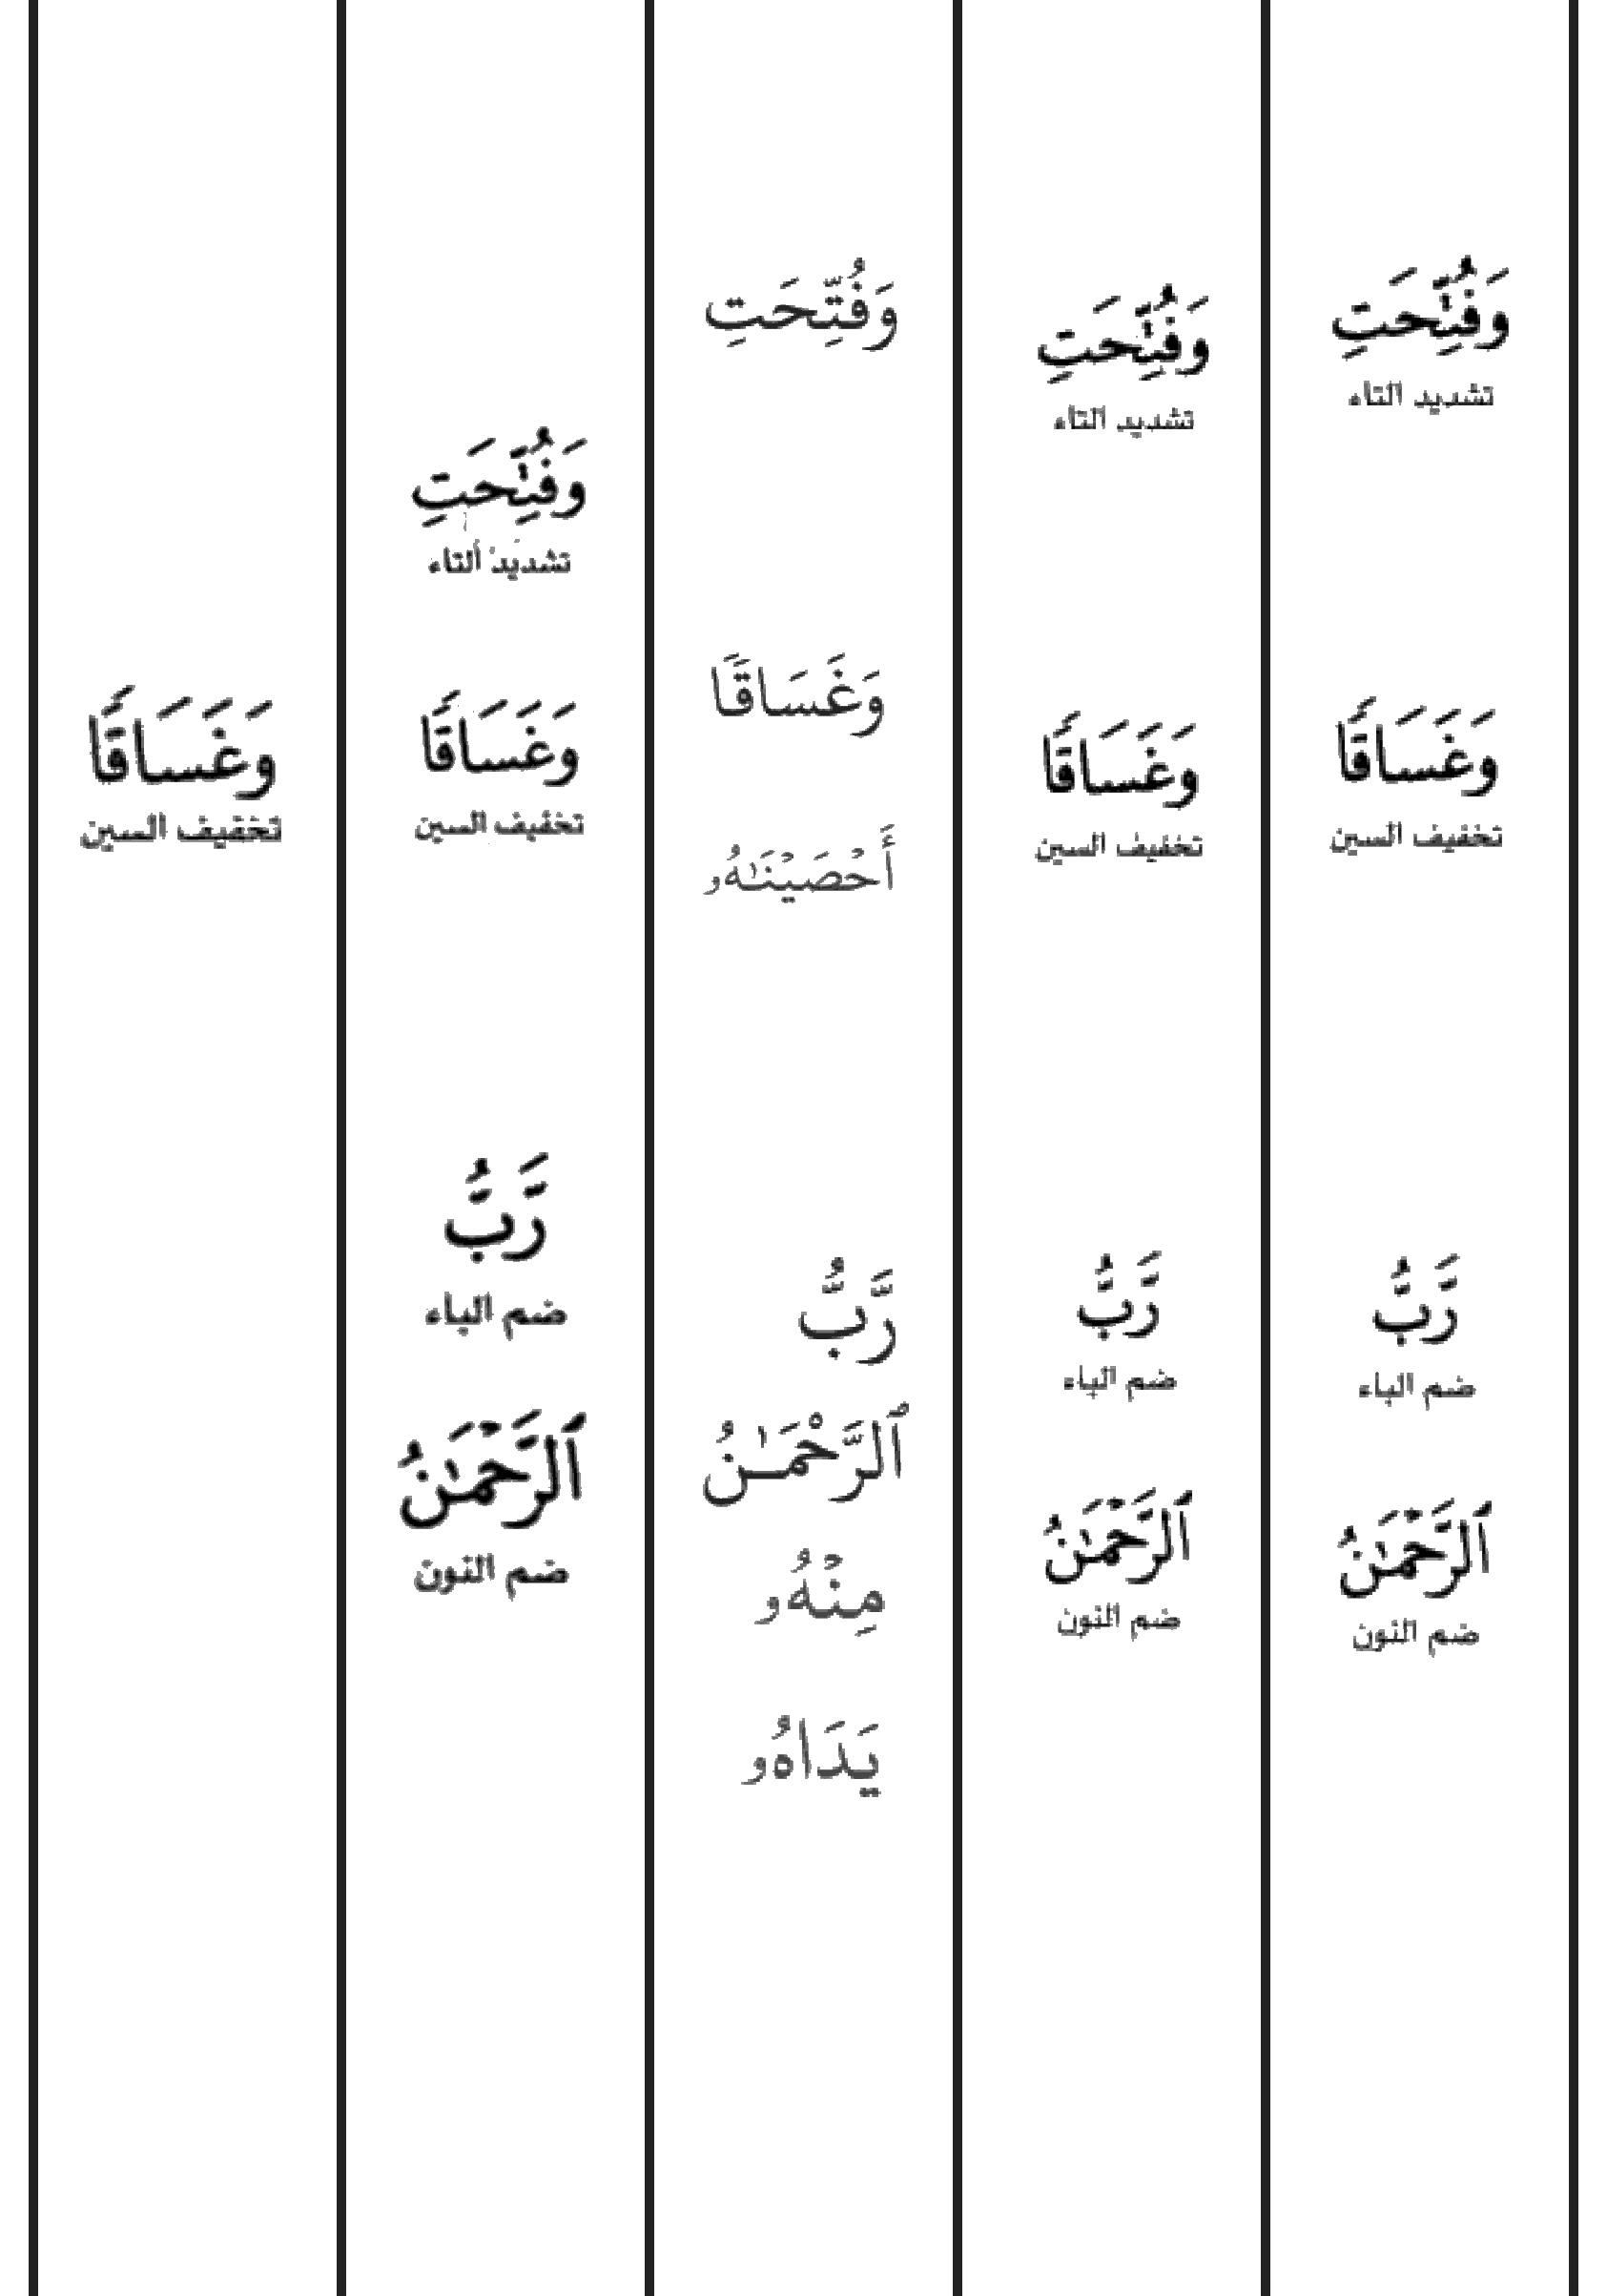 وَفُتِّحَتِ
تشديد التاء
وَغَسَاقًا
تخفيف السين
رَّبُّ
ضم الباء
ٱلرَّحْمَٰنُ
ضم النون
وَفُتِّحَتِ
تشديد التاء
وَغَسَاقًا
تخفيف السين
رَّبُّ
ضم الباء
ٱلرَّحْمَٰنُ
ضم النون
وَفُتِّحَتِ
وَغَسَاقًا
أَحْصَيْنَٰهُۥ
رَّبُّ
ٱلرَّحْمَـٰنُ
مِنْهُۥ
يَدَاهُۥ
وَفُتِّحَتِ
تشديد التاء
وَغَسَاقًا
تخفيف السين
رَّبُّ
ضم الباء
ٱلرَّحْمَٰنُ
ضم النون
وَغَسَاقًا
تخفيف السين